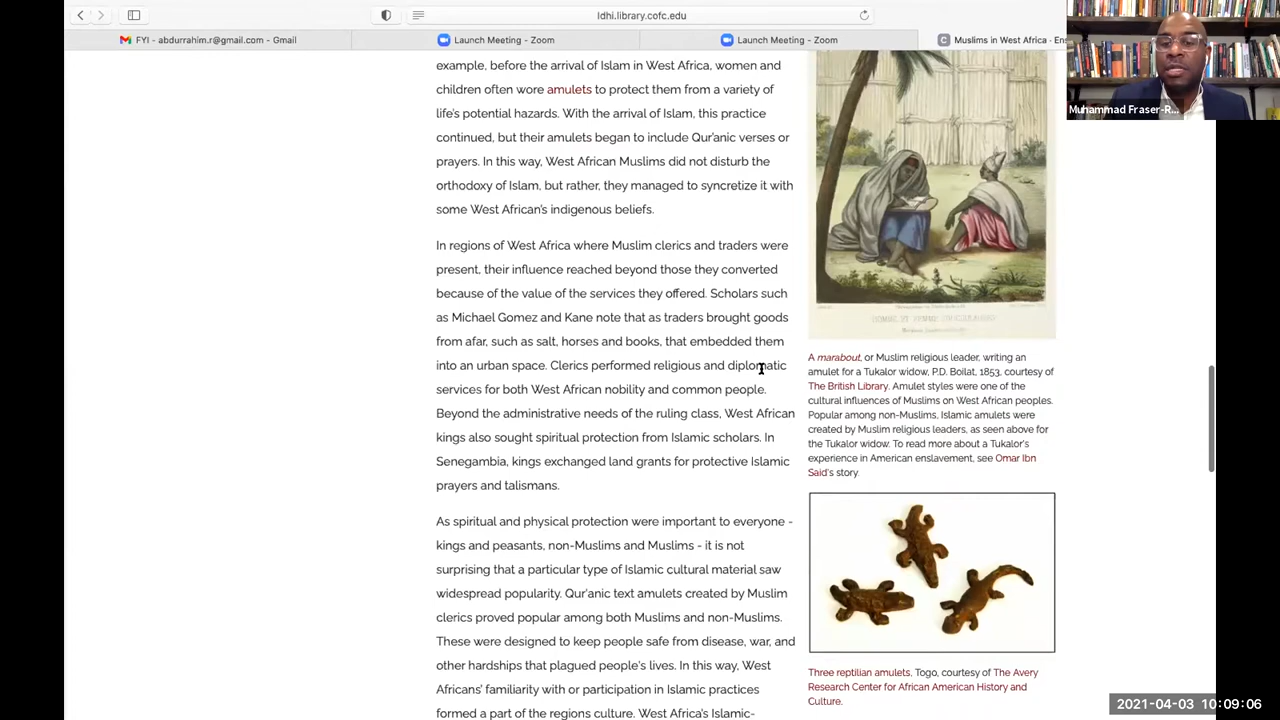 ldhi.library.cofc.edu
FYI - abdurrahim.r@gmail.com - Gmail
Launch Meeting - Zoom
Launch Meeting - Zoom
Muslims in West Africa · En
Muhammad Fraser-R...
example, before the arrival of Islam in West Africa, women and
children often wore amulets to protect them from a variety of
life's potential hazards. With the arrival of Islam, this practice
continued, but their amulets began to include Qur'anic verses or
prayers. In this way, West African Muslims did not disturb the
orthodoxy of Islam, but rather, they managed to syncretize it with
some West African's indigenous beliefs.
In regions of West Africa where Muslim clerics and traders were
present, their influence reached beyond those they converted
because of the value of the services they offered. Scholars such
as Michael Gomez and Kane note that as traders brought goods
from afar, such as salt, horses and books, that embedded them
into an urban space. Clerics performed religious and diplomatic
services for both West African nobility and common people.
Beyond the administrative needs of the ruling class, West African
kings also sought spiritual protection from Islamic scholars. In
Senegambia, kings exchanged land grants for protective Islamic
prayers and talismans.
As spiritual and physical protection were important to everyone -
kings and peasants, non-Muslims and Muslims - it is not
surprising that a particular type of Islamic cultural material saw
widespread popularity. Qur'anic text amulets created by Muslim
clerics proved popular among both Muslims and non-Muslims.
These were designed to keep people safe from disease, war, and
other hardships that plagued people's lives. In this way, West
Africans' familiarity with or participation in Islamic practices
formed a part of the regions culture. West Africa's Islamic-
A marabout, or Muslim religious leader, writing an
amulet for a Tukalor widow, P.D. Boilat, 1853, courtesy of
The British Library. Amulet styles were one of the
cultural influences of Muslims on West African peoples.
Popular among non-Muslims, Islamic amulets were
created by Muslim religious leaders, as seen above for
the Tukalor widow. To read more about a Tukalor's
experience in American enslavement, see Omar Ibn
Said's story.
Three reptilian amulets, Togo, courtesy of The Avery
Research Center for African American History and
Culture.
2021-04-03 10:09:06